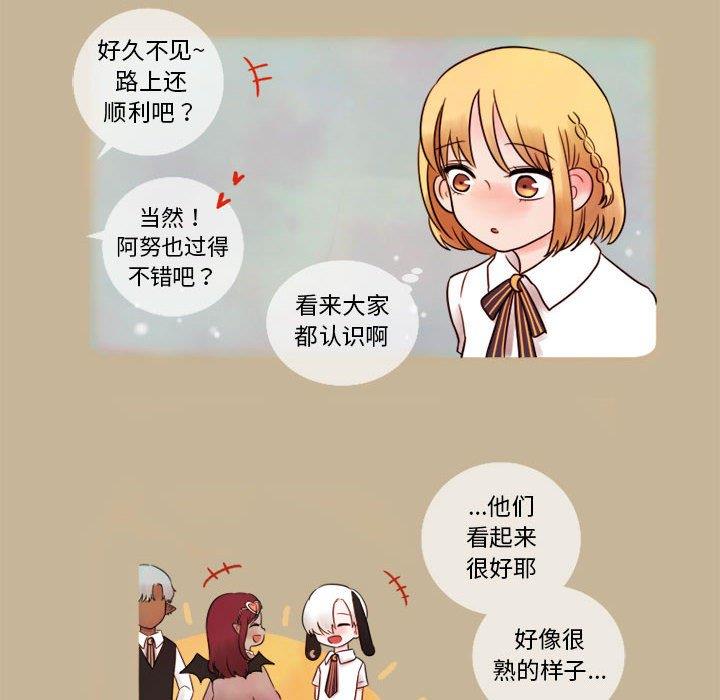 好久不见~
路上还
顺利吧？
当然！
阿努也过得
不错吧？
看来大家
都认识啊
...他们
看起来
很好耶
好像很
熟的样子...